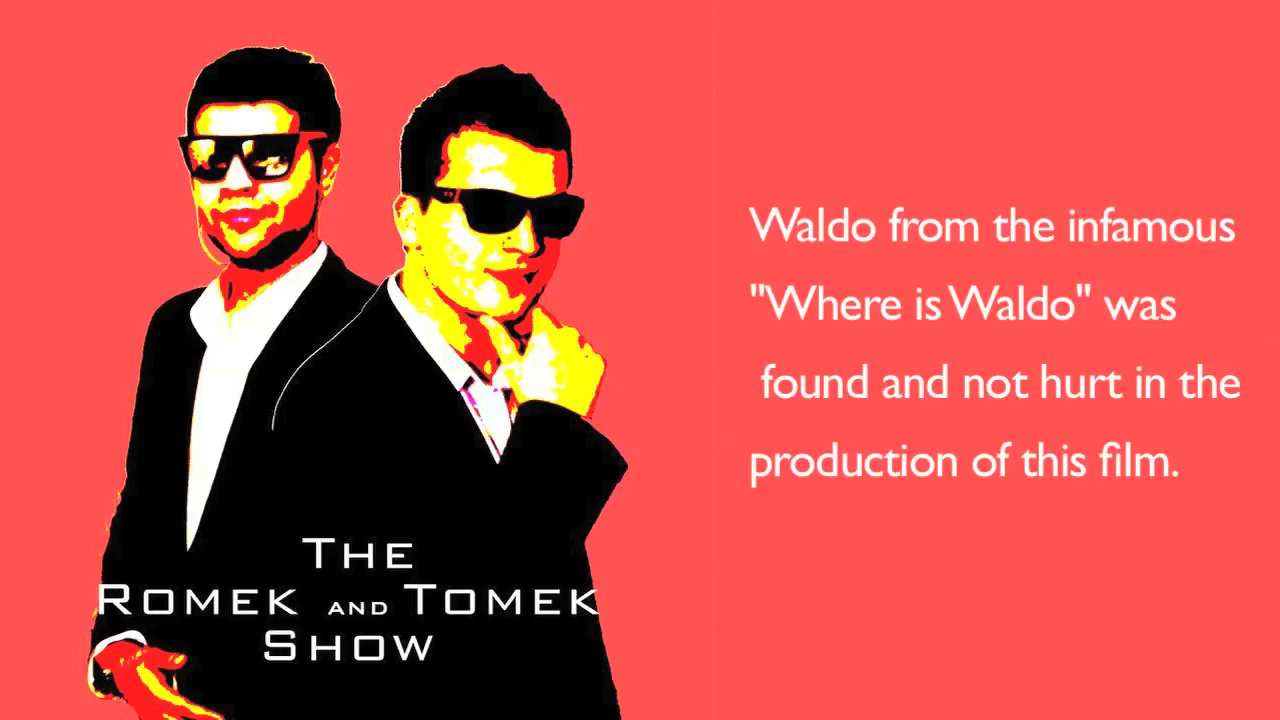 Waldo from the infamous
"Where is Waldo" was
found and not hurt in the
production of this film.
The
Romek and Tomek
Show